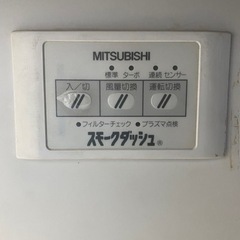 MITSUBISHI
標準 ターボ 連続 センサー
入/切 風量切換 運転切換
フィルターチェック プラズマ点検
スモークダッシュ®